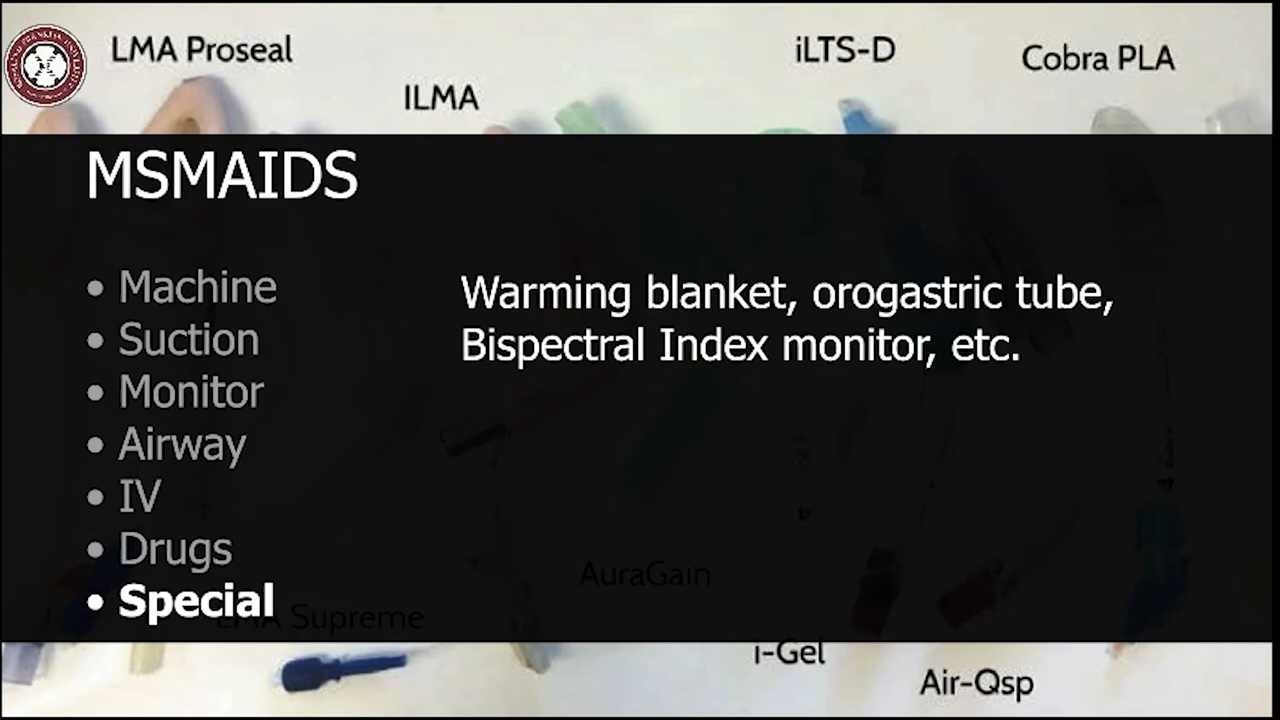 LMA Proseal
ILMA
iLTS-D
Cobra PLA
MSMAIDS
• Machine
• Suction
• Monitor
• Airway
• IV
• Drugs
• Special
Warming blanket, orogastric tube,
Bispectral Index monitor, etc.
AuraGain
LMA Supreme
i-Gel
Air-Qsp